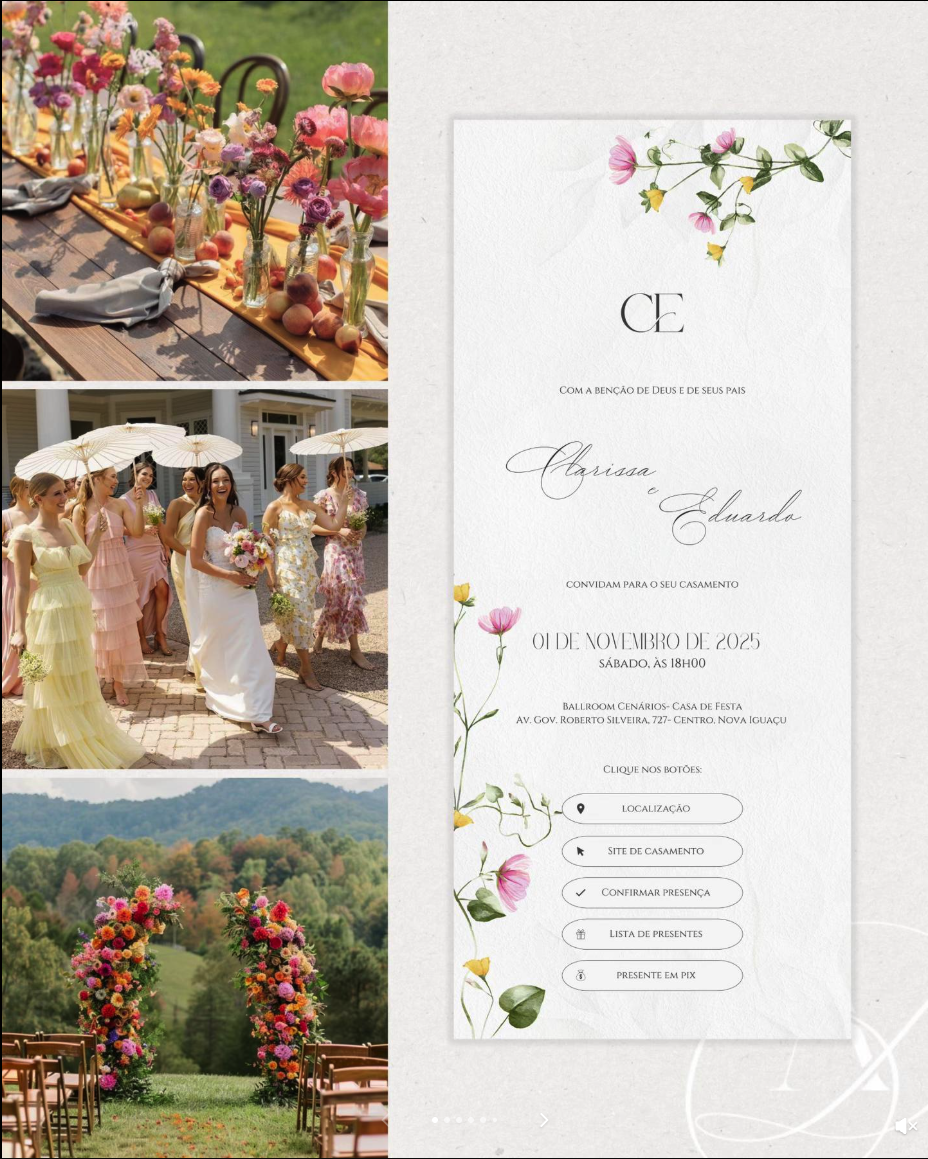 CE
Com a benção de Deus e de seus pais
Clarissa
e
Eduardo
convidam para o seu casamento
01 de novembro de 2025
sábado, às 18h00
Ballroom Cenários- Casa de Festa
Av. Gov. Roberto Silveira, 727- Centro. Nova Iguaçu
Clique nos botões:
localização
Site de casamento
Confirmar presença
Lista de presentes
presente em pix